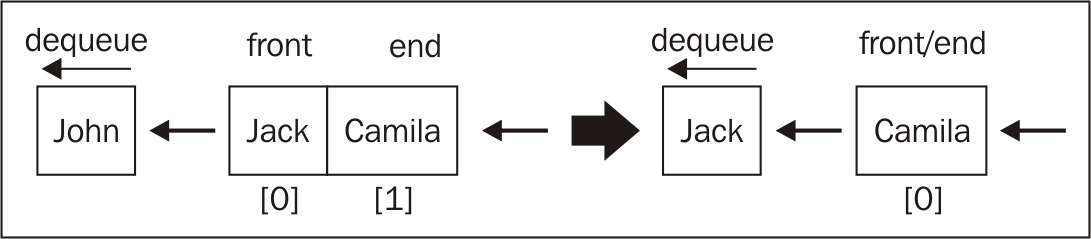 dequeue front end dequeue front/end
John Jack Camila Jack Camila
[0] [1] [0]